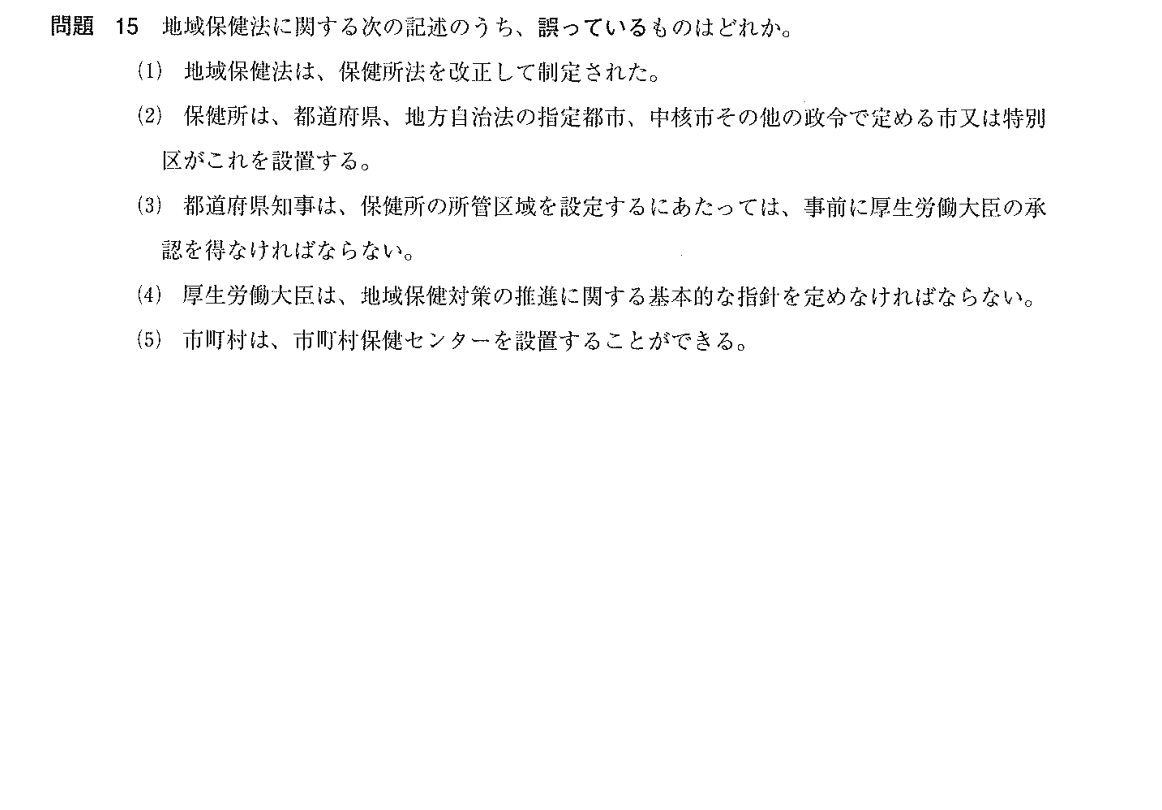 問題 15 地域保健法に関する次の記述のうち、誤っているものはどれか。
(1) 地域保健法は、保健所法を改正して制定された。
(2) 保健所は、都道府県、地方自治法の指定都市、中核市その他の政令で定める市又は特別
区がこれを設置する。
(3) 都道府県知事は、保健所の所管区域を設定するにあたっては、事前に厚生労働大臣の承
認を得なければならない。
(4) 厚生労働大臣は、地域保健対策の推進に関する基本的な指針を定めなければならない。
(5) 市町村は、市町村保健センターを設置することができる。